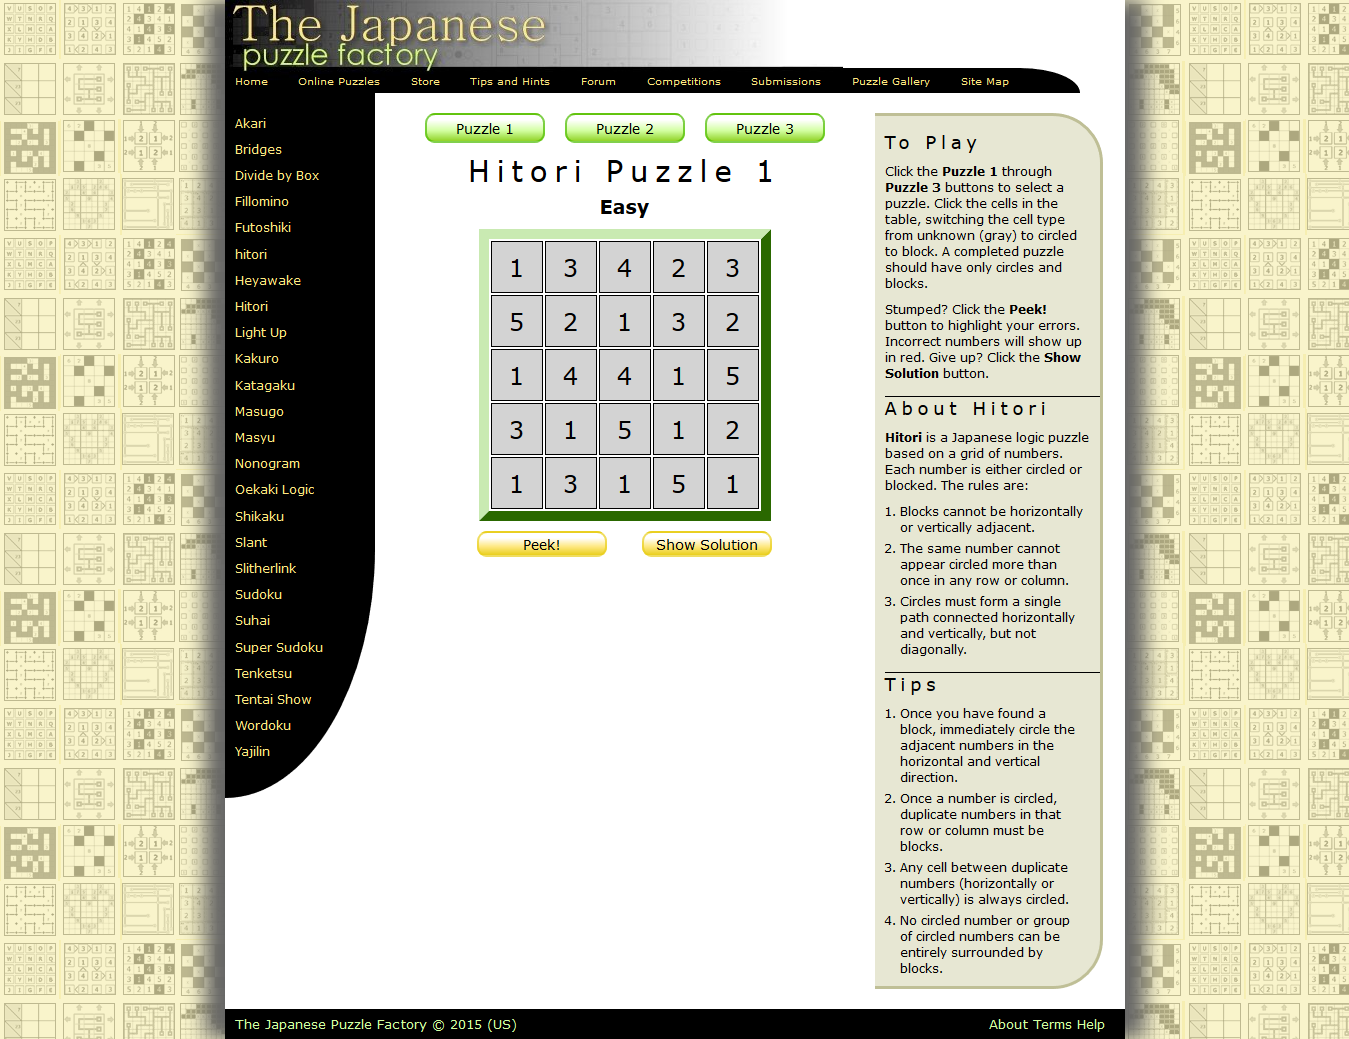 The Japanese
puzzle factory
Home Online Puzzles Store Tips and Hints Forum Competitions Submissions Puzzle Gallery Site Map
Akari
Bridges
Divide by Box
Fillomino
Futoshiki
hitori
Heyawake
Hitori
Light Up
Kakuro
Katagaku
Masugo
Masyu
Nonogram
Oekaki Logic
Shikaku
Slant
Slitherlink
Sudoku
Suhai
Super Sudoku
Tenketsu
Tentai Show
Wordoku
Yajilin
Puzzle 1 Puzzle 2 Puzzle 3
Hitori Puzzle 1
Easy
1 3 4 2 3
5 2 1 3 2
1 4 4 1 5
3 1 5 1 2
1 3 1 5 1
Peek! Show Solution
To Play
Click the Puzzle 1 through
Puzzle 3 buttons to select a
puzzle. Click the cells in the
table, switching the cell type
from unknown (gray) to circled
to block. A completed puzzle
should have only circles and
blocks.
Stumped? Click the Peek!
button to highlight your errors.
Incorrect numbers will show up
in red. Give up? Click the Show
Solution button.
About Hitori
Hitori is a Japanese logic puzzle
based on a grid of numbers.
Each number is either circled or
blocked. The rules are:
1. Blocks cannot be horizontally
or vertically adjacent.
2. The same number cannot
appear circled more than
once in any row or column.
3. Circles must form a single
path connected horizontally
and vertically, but not
diagonally.
Tips
1. Once you have found a
block, immediately circle the
adjacent numbers in the
horizontal and vertical
direction.
2. Once a number is circled,
duplicate numbers in that
row or column must be
blocks.
3. Any cell between duplicate
numbers (horizontally or
vertically) is always circled.
4. No circled number or group
of circled numbers can be
entirely surrounded by
blocks.
The Japanese Puzzle Factory © 2015 (US)
About Terms Help